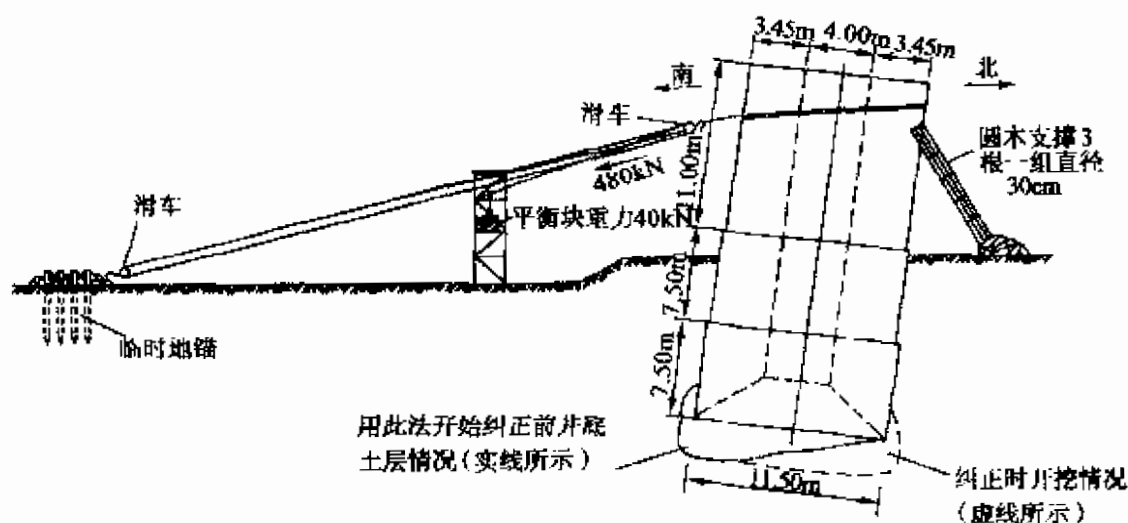 3.45m 4.00m 3.45m
南
北
滑车
圆木支撑3
根一组直径
30cm
480kN
11.00m
滑车
平衡块重力40kN
7.50m
临时地锚
7.50m
用此法开始纠正前井底
土层情况(实线所示)
11.50m
纠正时开挖情况
(虚线所示)